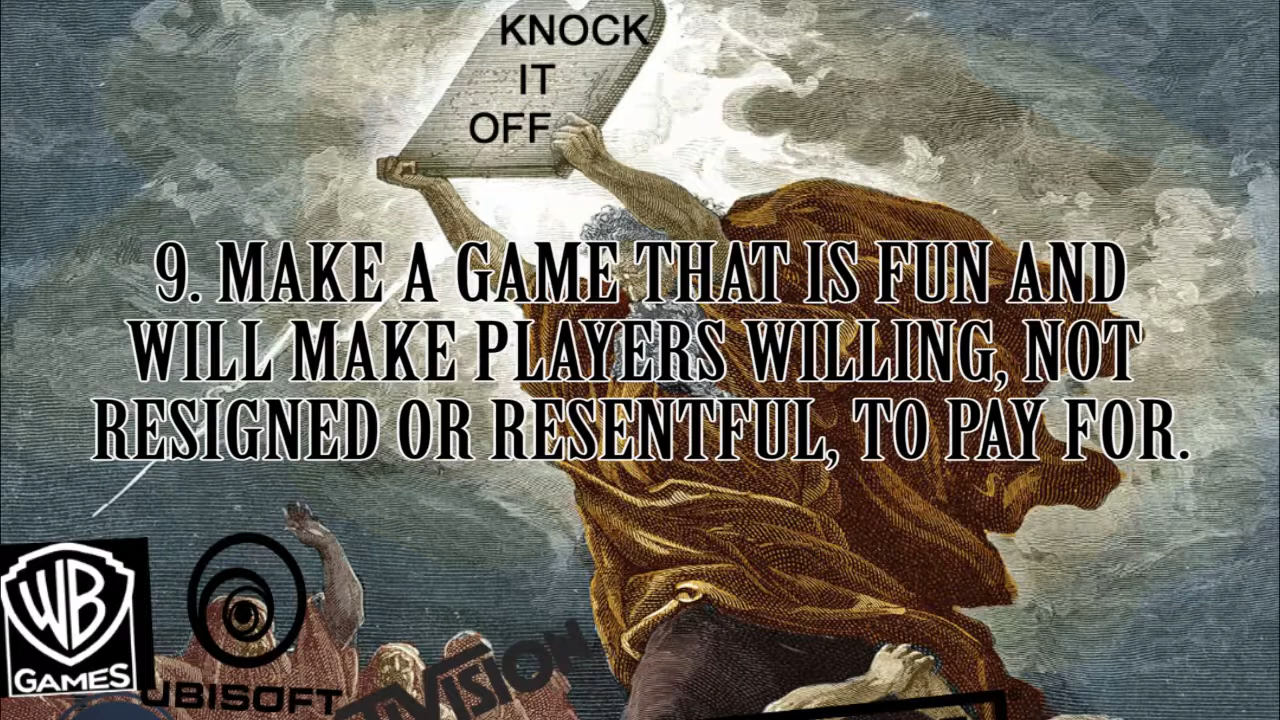 KNOCK
IT
OFF
9. MAKE A GAME THAT IS FUN AND
WILL MAKE PLAYERS WILLING, NOT
RESIGNED OR RESENTFUL, TO PAY FOR.
WB
GAMES
UBISOFT
TIVISION